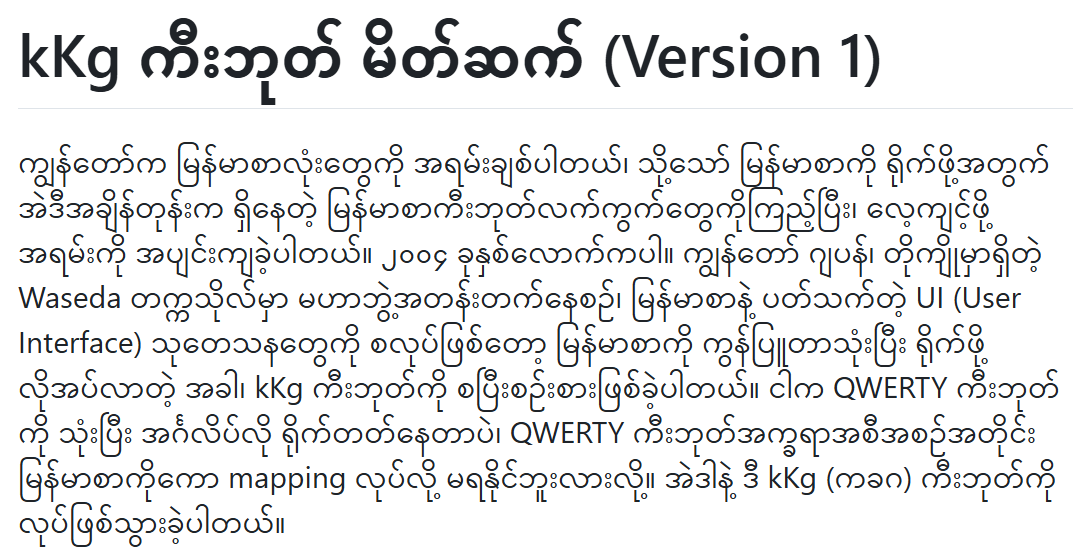 kKg ကီးဘုတ် မိတ်ဆက် (Version 1)
ကျွန်တော်က မြန်မာစာလုံးတွေကို အရမ်းချစ်ပါတယ်၊ သို့သော် မြန်မာစာကို ရိုက်ဖို့အတွက်
အဲဒီအချိန်တုန်းက ရှိနေတဲ့ မြန်မာစာကီးဘုတ်လက်ကွက်တွေကိုကြည့်ပြီး၊ လေ့ကျင့်ဖို့
အရမ်းကို အပျင်းကျခဲ့ပါတယ်။ ၂၀၀၄ ခုနှစ်လောက်ကပါ။ ကျွန်တော် ဂျပန်၊ တိုကျိုမှာရှိတဲ့
Waseda တက္ကသိုလ်မှာ မဟာဘွဲ့အတန်းတက်နေစဉ်၊ မြန်မာစာနဲ့ ပတ်သက်တဲ့ UI (User
Interface) သုတေသနတွေကို စလုပ်ဖြစ်တော့ မြန်မာစာကို ကွန်ပြူတာသုံးပြီး ရိုက်ဖို့
လိုအပ်လာတဲ့ အခါ၊ kKg ကီးဘုတ်ကို စပြီးစဉ်းစားဖြစ်ခဲ့ပါတယ်။ ငါက QWERTY ကီးဘုတ်
ကို သုံးပြီး အင်္ဂလိပ်လို ရိုက်တတ်နေတာပဲ၊ QWERTY ကီးဘုတ်အက္ခရာအစီအစဉ်အတိုင်း
မြန်မာစာကိုကော mapping လုပ်လို့ မရနိုင်ဘူးလားလို့။ အဲဒါနဲ့ ဒီ kKg (ကခဂ) ကီးဘုတ်ကို
လုပ်ဖြစ်သွားခဲ့ပါတယ်။